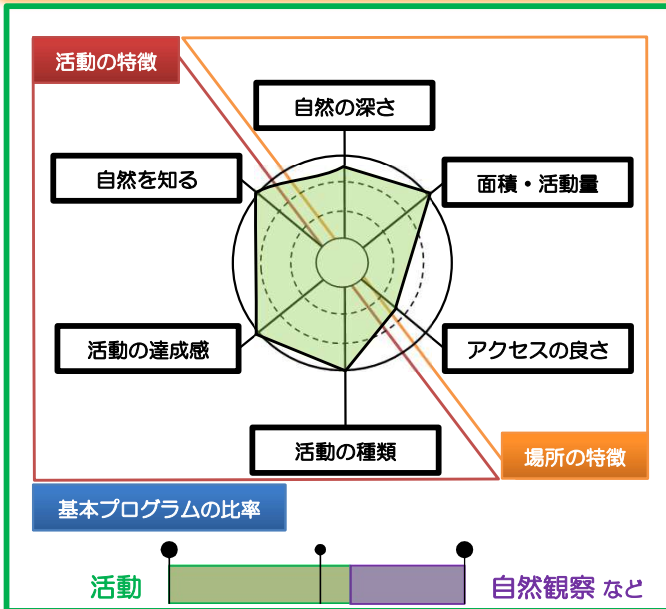 活動の特徴
自然の深さ
自然を知る
面積・活動量
活動の達成感
アクセスの良さ
活動の種類
場所の特徴
基本プログラムの比率
活動
自然観察 など